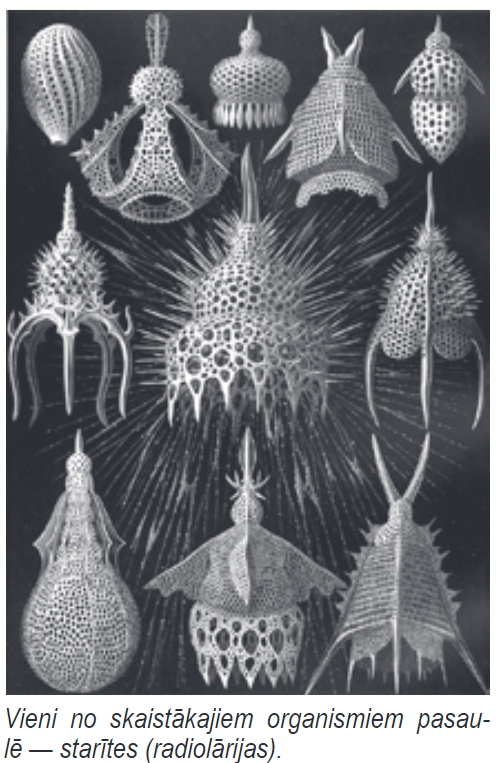 Vieni no skaistākajiem organismiem pasau-
lē — starītes (radiolārijas).